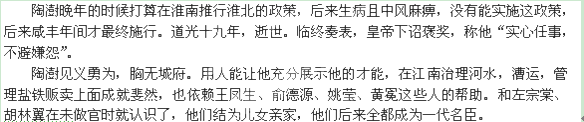 陶澍晚年的时候打算在淮南推行淮北的政策，后来生病且中风麻痹，没有能实施这政策，
后来咸丰年间才最终施行。道光十九年，逝世。临终奏表，皇帝下诏褒奖，称他“实心任事，
不避嫌怨”。
陶澍见义勇为，胸无城府。用人能让他充分展示他的才能，在江南治理河水，漕运，管
理盐铁贩卖上面成就斐然，也依赖王凤生、俞德源、姚莹、黄冕这些人的帮助。和左宗棠、
胡林翼在未做官时就认识了，他们结为儿女亲家，他们后来全都成为一代名臣。